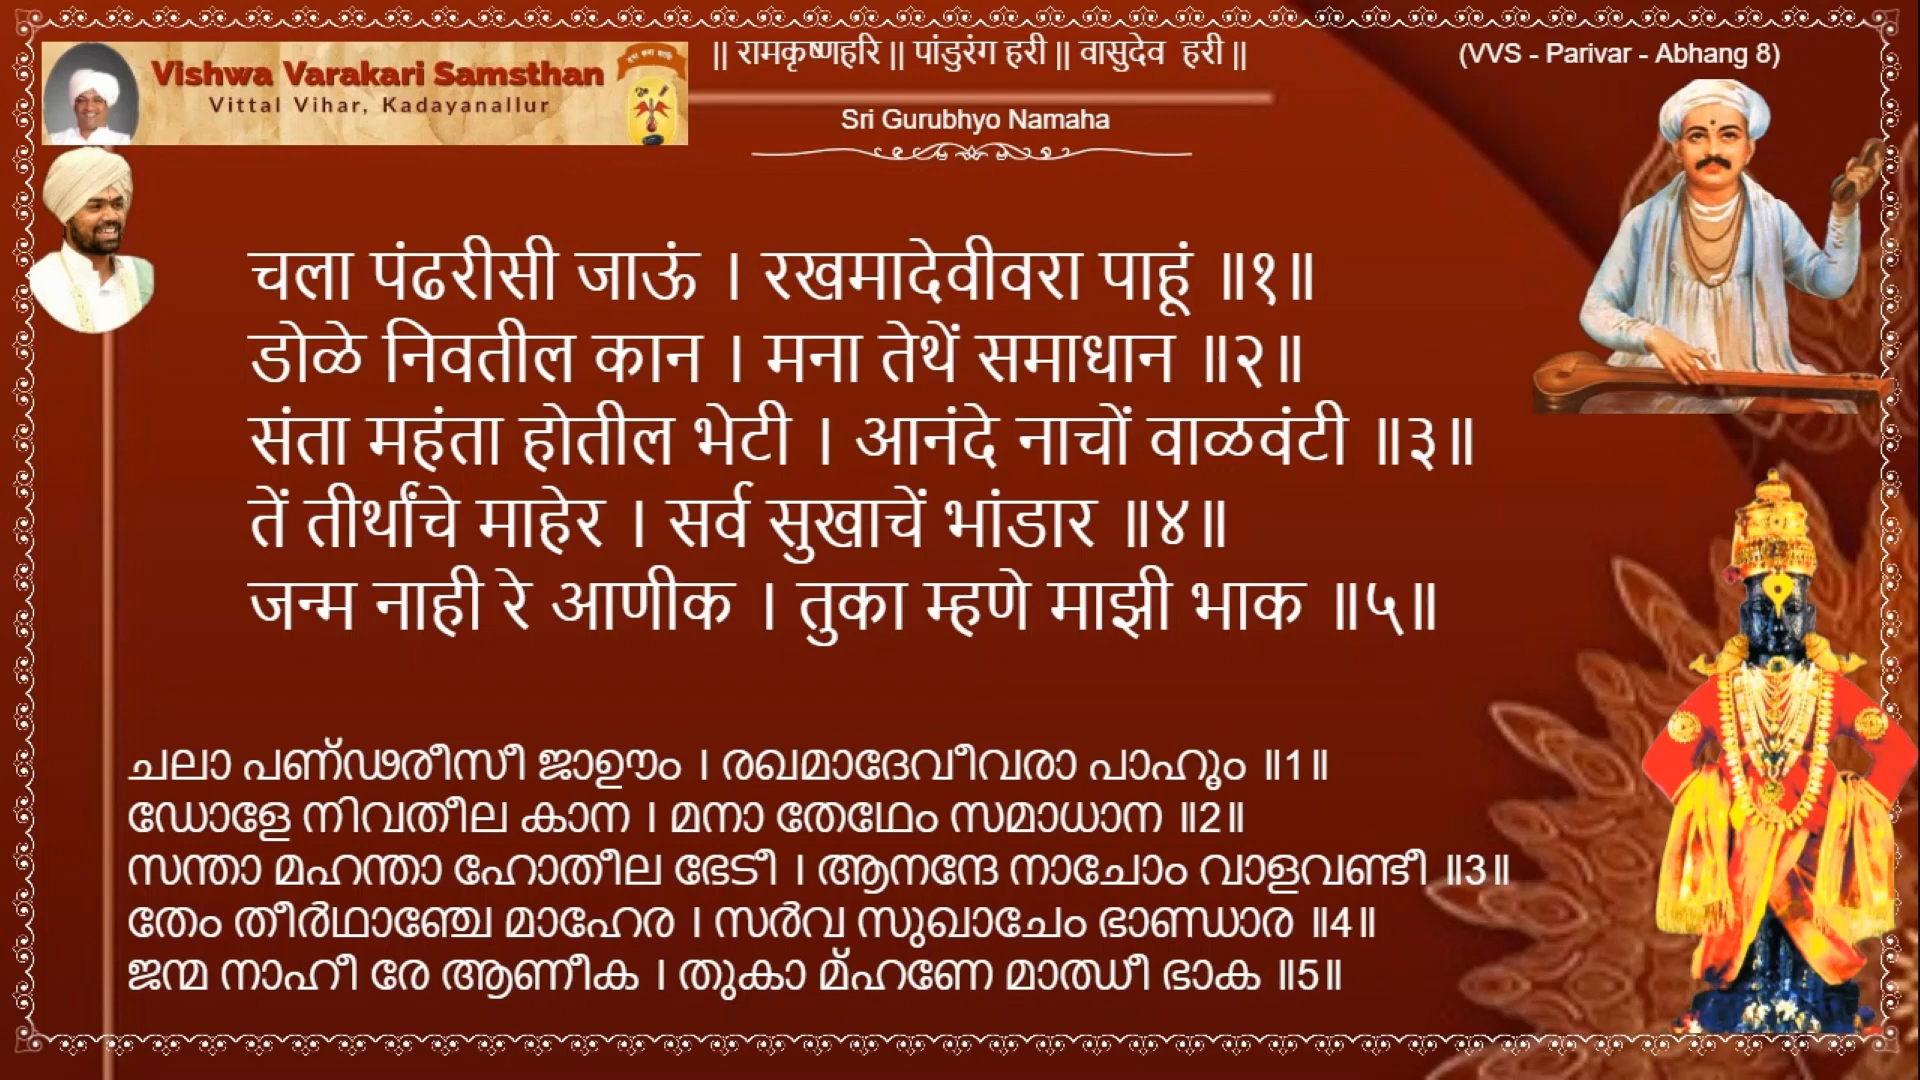 Vishwa Varakari Samsthan
Vittal Vihar, Kadayanallur
|| रामकृष्णहरि || पांडुरंग हरी || वासुदेव हरी ||
(VVS - Parivar - Abhang 8)
Sri Gurubhyo Namaha
चला पंढरीसी जाऊं । रखमादेवीवरा पाहूं ॥१॥
डोळे निवतील कान । मना तेथें समाधान ॥२॥
संता महंता होतील भेटी । आनंदे नाचों वाळवंटी ॥३॥
तें तीर्थांचे माहेर । सर्व सुखाचें भांडार ॥४॥
जन्म नाही रे आणीक । तुका म्हणे माझी भाक ॥५॥
ചലാ പണ്ഢരീസീ ജാഊം । രഖമാദേവീവരാ പാഹൂം ॥1॥
ഡോളേ നിവതീല കാന । മനാ തേഥേം സമാധാന ॥2॥
സന്താ മഹന്താ ഹോതീല ഭേടീ । ആനന്ദേ നാചോം വാളവണ്ടീ ॥3॥
തേം തീർഥാഞ്ചേ മാഹേര । സർവ സുഖാചേം ഭാണ്ഡാര ॥4॥
ജന്മ നാഹീ രേ ആണീക । തുകാ മ്ഹണേ മാഝീ ഭാക ॥5॥